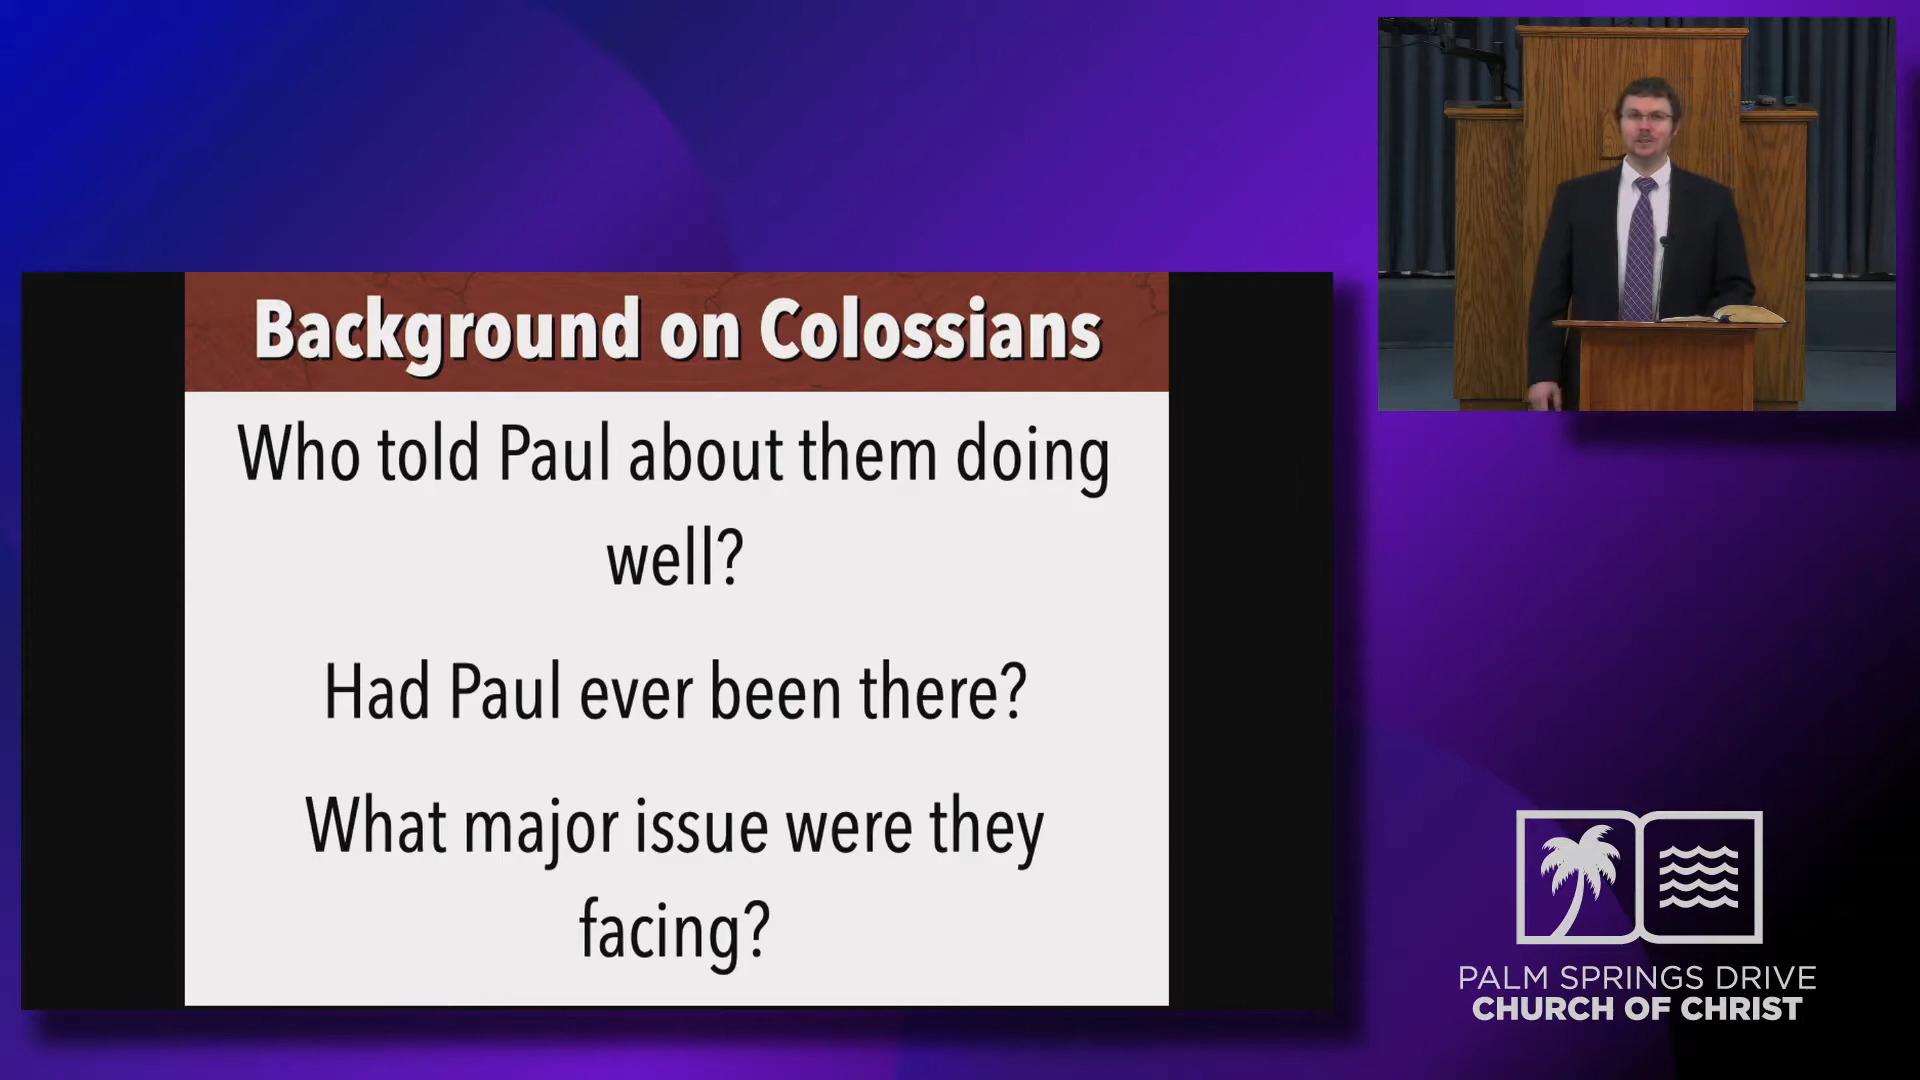 Background on Colossians
Who told Paul about them doing
well?
Had Paul ever been there?
What major issue were they
facing?
PALM SPRINGS DRIVE
CHURCH OF CHRIST